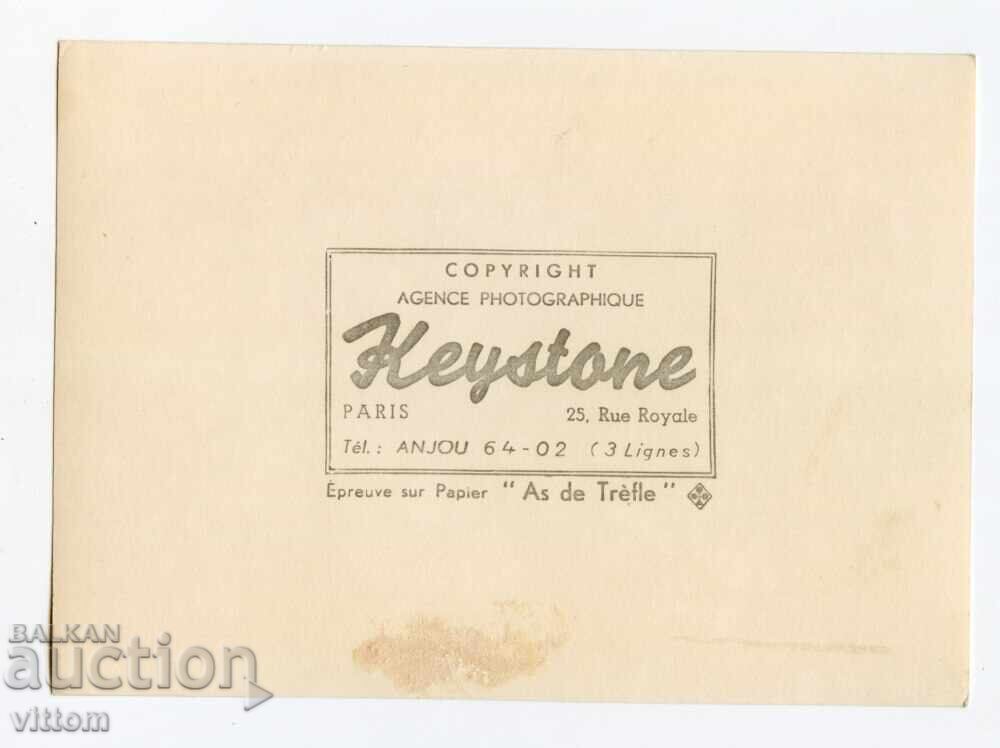 COPYRIGHT
AGENCE PHOTOGRAPHIQUE
Keystone
PARIS 25, Rue Royale
Tél.: ANJOU 64-02 (3 Lignes)
Épreuve sur Papier "As de Trèfle"
BALKAN
auction
vittom